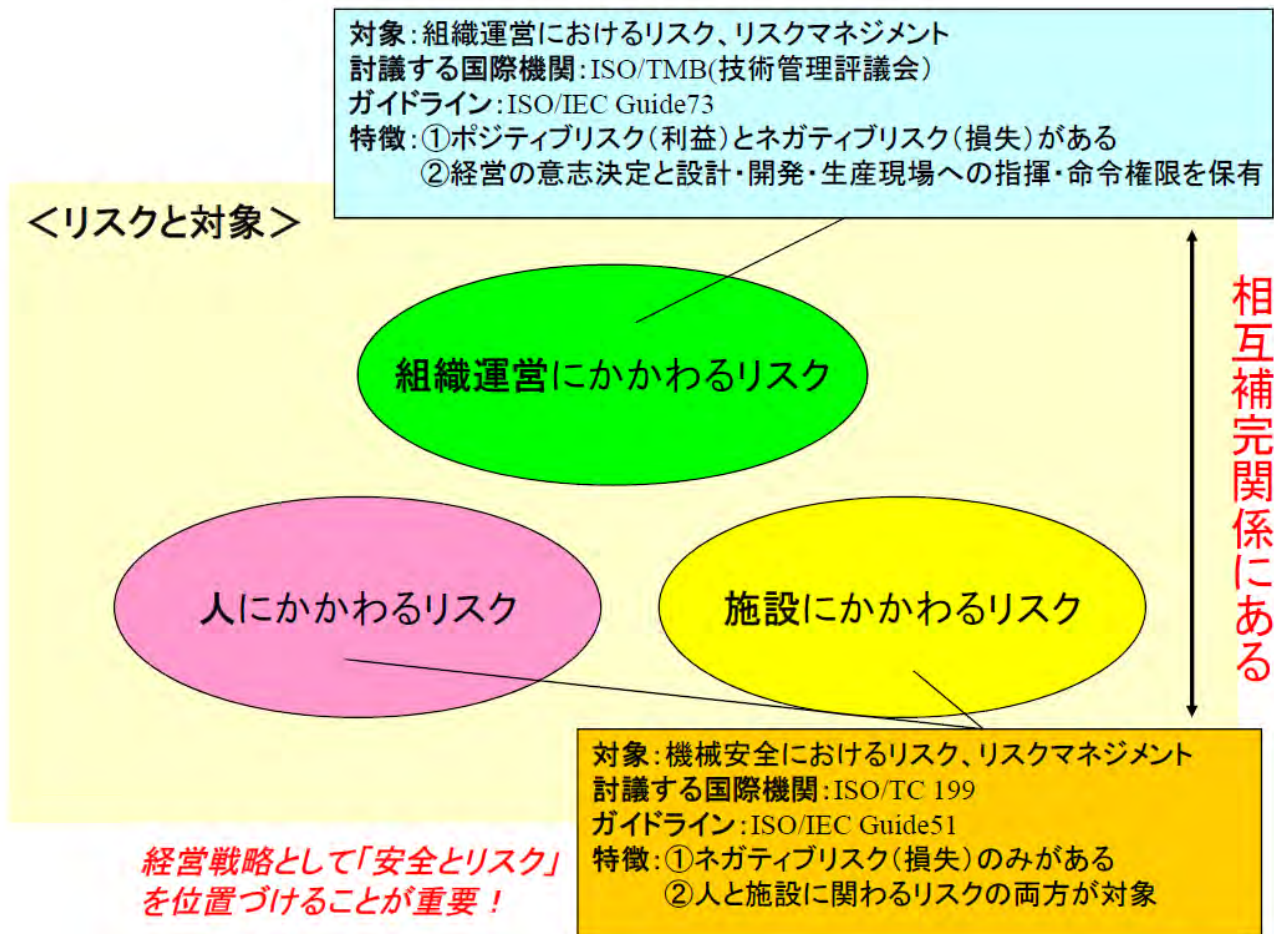 対象：組織運営におけるリスク、リスクマネジメント
討議する国際機関：ISO/TMB(技術管理評議会）
ガイドライン：ISO/IEC Guide73
特徴：①ポジティブリスク（利益）とネガティブリスク（損失）がある
②経営の意志決定と設計・開発・生産現場への指揮・命令権限を保有
＜リスクと対象＞
組織運営にかかわるリスク
人にかかわるリスク
施設にかかわるリスク
相互補完関係にある
対象：機械安全におけるリスク、リスクマネジメント
討議する国際機関：ISO/TC 199
ガイドライン：ISO/IEC Guide51
特徴：①ネガティブリスク（損失）のみがある
②人と施設に関わるリスクの両方が対象
経営戦略として「安全とリスク」
を位置づけることが重要！